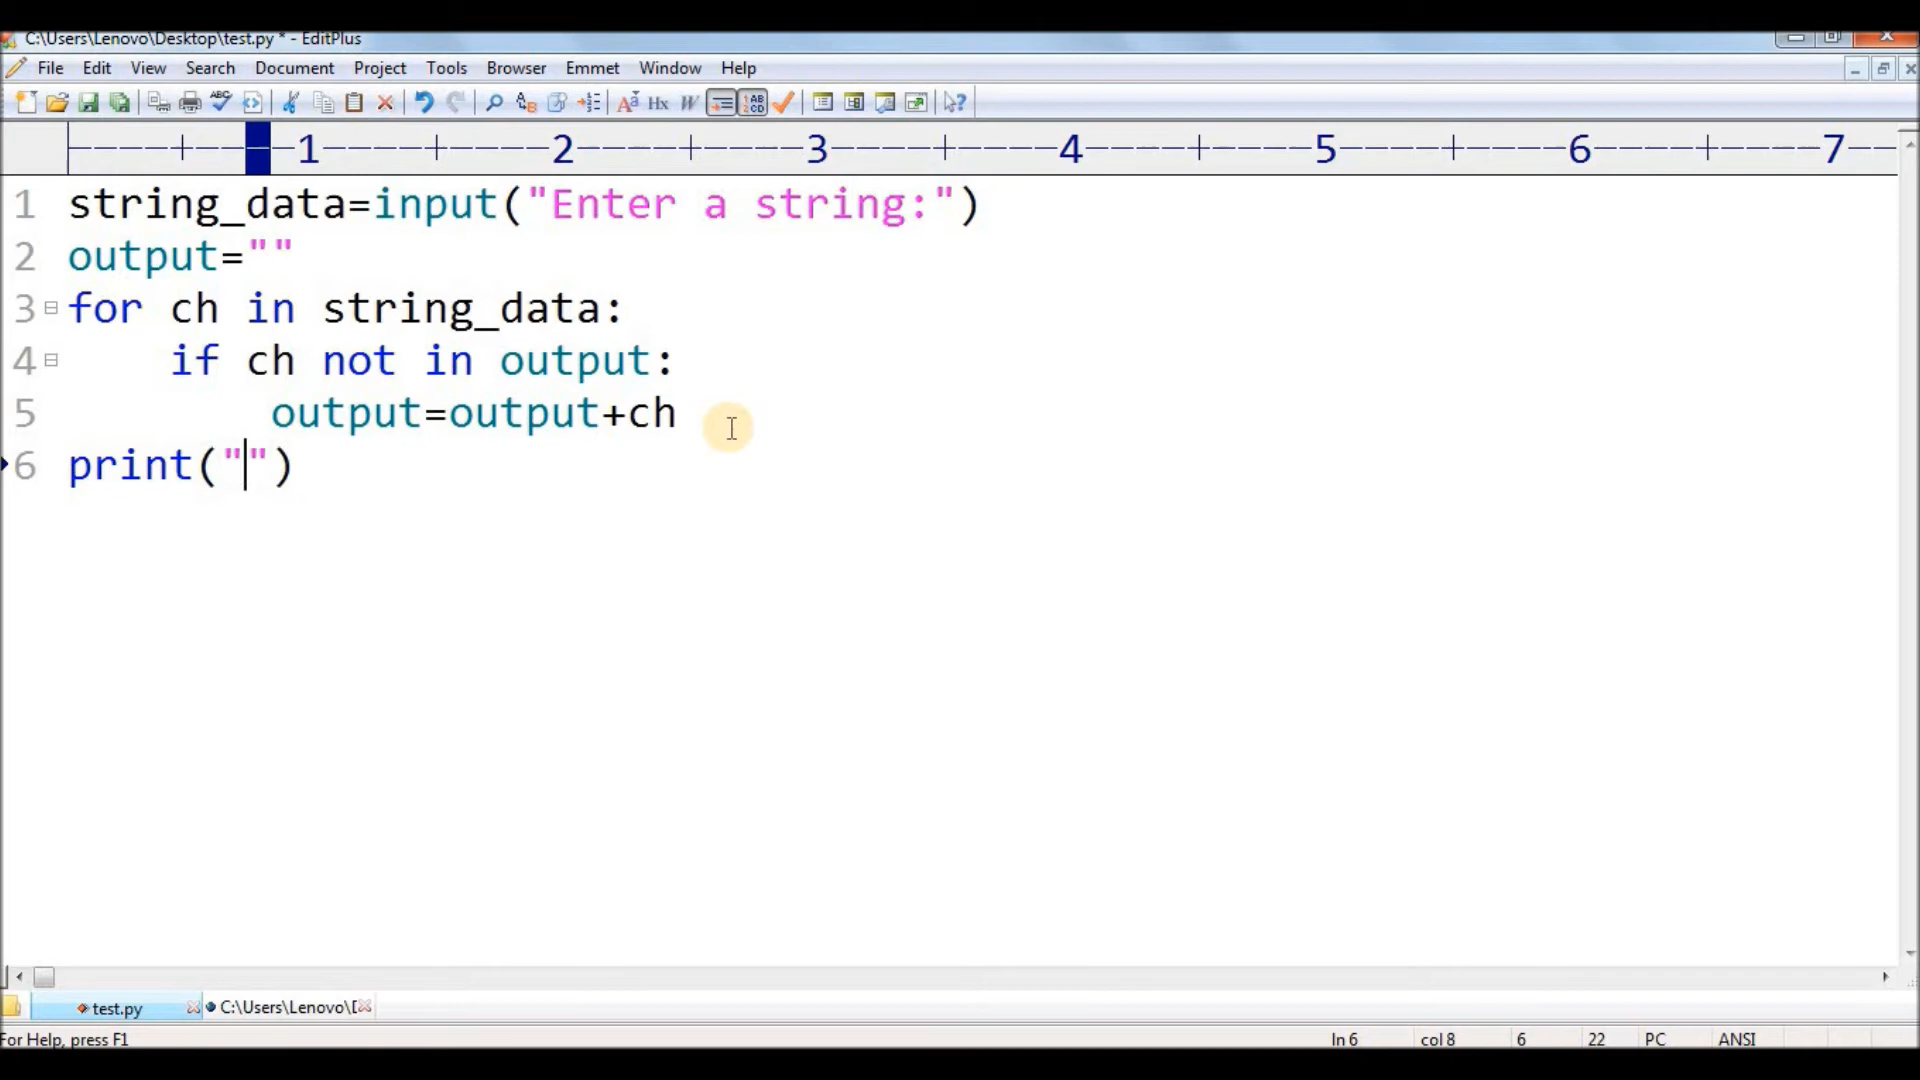 C:\Users\Lenovo\Desktop\test.py * - EditPlus
File Edit View Search Document Project Tools Browser Emmet Window Help
----+----1----+----2----+----3----+----4----+----5----+----6----+----7--
1 string_data=input("Enter a string:")
2 output=""
3 for ch in string_data:
4 if ch not in output:
5 output=output+ch
6 print("")
test.py C:\Users\Lenovo\[
For Help, press F1 ln 6 col 8 6 22 PC ANSI